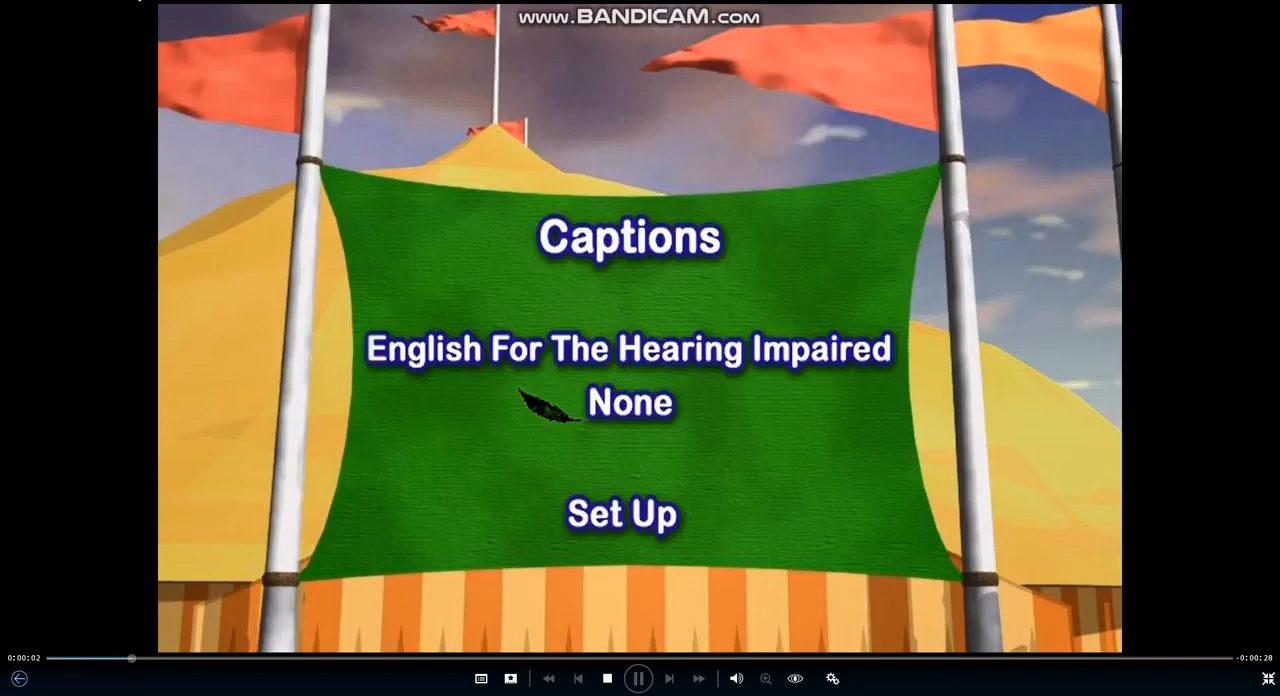 www.BANDICAM.com
Captions
English For The Hearing Impaired
None
Set Up
0:00:02
-0:00:28